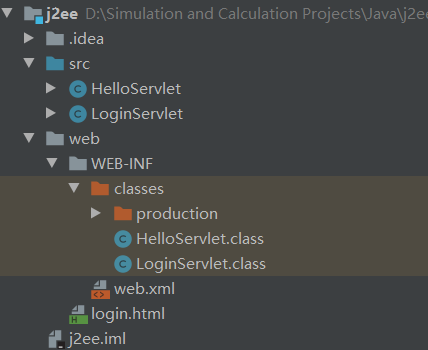 j2ee D:\Simulation and Calculation Projects\Java\j2ee
.idea
src
HelloServlet
LoginServlet
web
WEB-INF
classes
production
HelloServlet.class
LoginServlet.class
web.xml
login.html
j2ee.iml